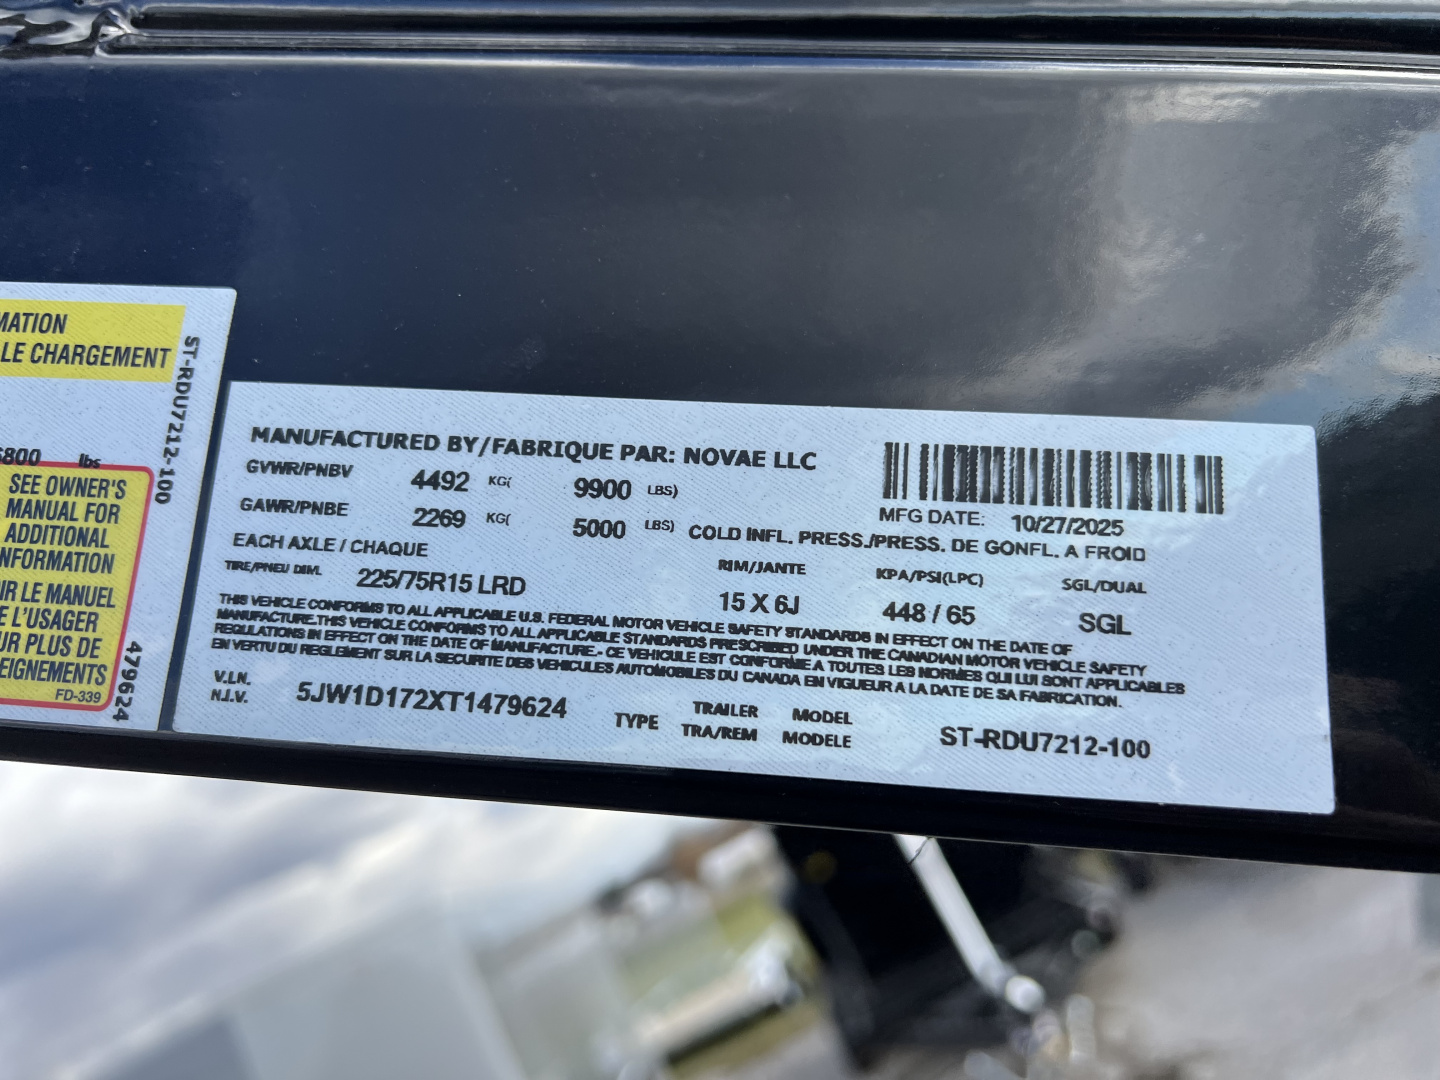 MATION
LE CHARGEMENT
6800 lbs
SEE OWNER'S
MANUAL FOR
ADDITIONAL
INFORMATION
IR LE MANUEL
E L'USAGER
UR PLUS DE
EIGNEMENTS
FD-339
ST-RDU7212-100
479624
MANUFACTURED BY/FABRIQUE PAR: NOVAE LLC
GVWR/PNBV 4492 KG( 9900 LBS)
GAWR/PNBE 2269 KG( 5000 LBS)
MFG DATE: 10/27/2025
EACH AXLE / CHAQUE
COLD INFL. PRESS./PRESS. DE GONFL. A FROID
TIRE/PNEU DIM. 225/75R15 LRD
RIM/JANTE KPA/PSI(LPC) SGL/DUAL
15 X 6J 448 / 65 SGL
THIS VEHICLE CONFORMS TO ALL APPLICABLE U.S. FEDERAL MOTOR VEHICLE SAFETY STANDARDS IN EFFECT ON THE DATE OF
MANUFACTURE.THIS VEHICLE CONFORMS TO ALL APPLICABLE STANDARDS PRESCRIBED UNDER THE CANADIAN MOTOR VEHICLE SAFETY
REGULATIONS IN EFFECT ON THE DATE OF MANUFACTURE.- CE VEHICULE EST CONFORME A TOUTES LES NORMES QUI LUI SONT APPLICABLES
EN VERTU DU REGLEMENT SUR LA SECURITE DES VEHICULES AUTOMOBILES DU CANADA EN VIGUEUR A LA DATE DE SA FABRICATION.
V.I.N. 5JW1D172XT1479624
N.I.V.
TYPE TRAILER MODEL
TRA/REM MODELE
ST-RDU7212-100